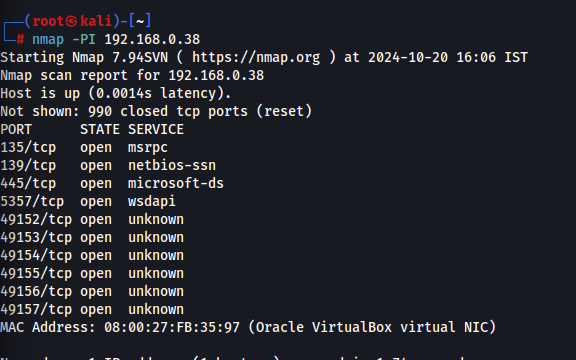 ┌──(root㉿kali)-[~]
└─# nmap -PI 192.168.0.38
Starting Nmap 7.94SVN ( https://nmap.org ) at 2024-10-20 16:06 IST
Nmap scan report for 192.168.0.38
Host is up (0.0014s latency).
Not shown: 990 closed tcp ports (reset)
PORT      STATE SERVICE
135/tcp   open  msrpc
139/tcp   open  netbios-ssn
445/tcp   open  microsoft-ds
5357/tcp  open  wsdapi
49152/tcp open  unknown
49153/tcp open  unknown
49154/tcp open  unknown
49155/tcp open  unknown
49156/tcp open  unknown
49157/tcp open  unknown
MAC Address: 08:00:27:FB:35:97 (Oracle VirtualBox virtual NIC)